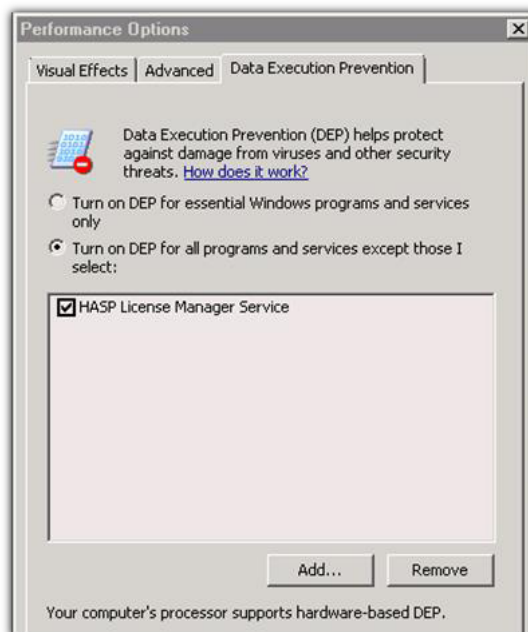 Performance Options
Visual Effects
Advanced
Data Execution Prevention
Data Execution Prevention (DEP) helps protect
against damage from viruses and other security
threats. How does it work?
Turn on DEP for essential Windows programs and services
only
Turn on DEP for all programs and services except those I
select:
HASP License Manager Service
Add...
Remove
Your computer's processor supports hardware-based DEP.